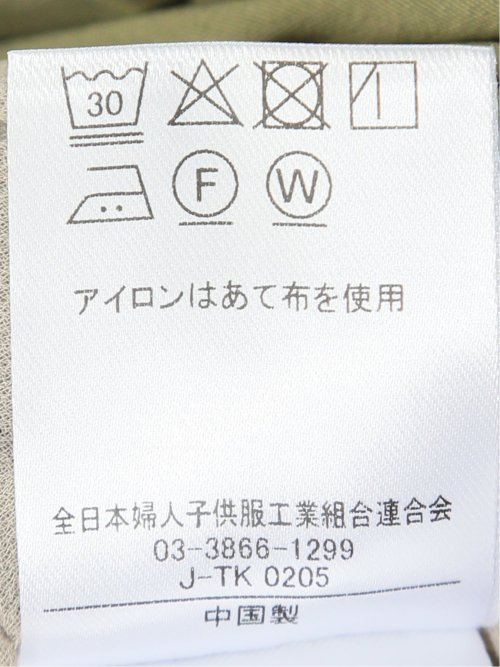 30
F W
アイロンはあて布を使用
全日本婦人子供服工業組合連合会
03-3866-1299
J-TK 0205
中国製